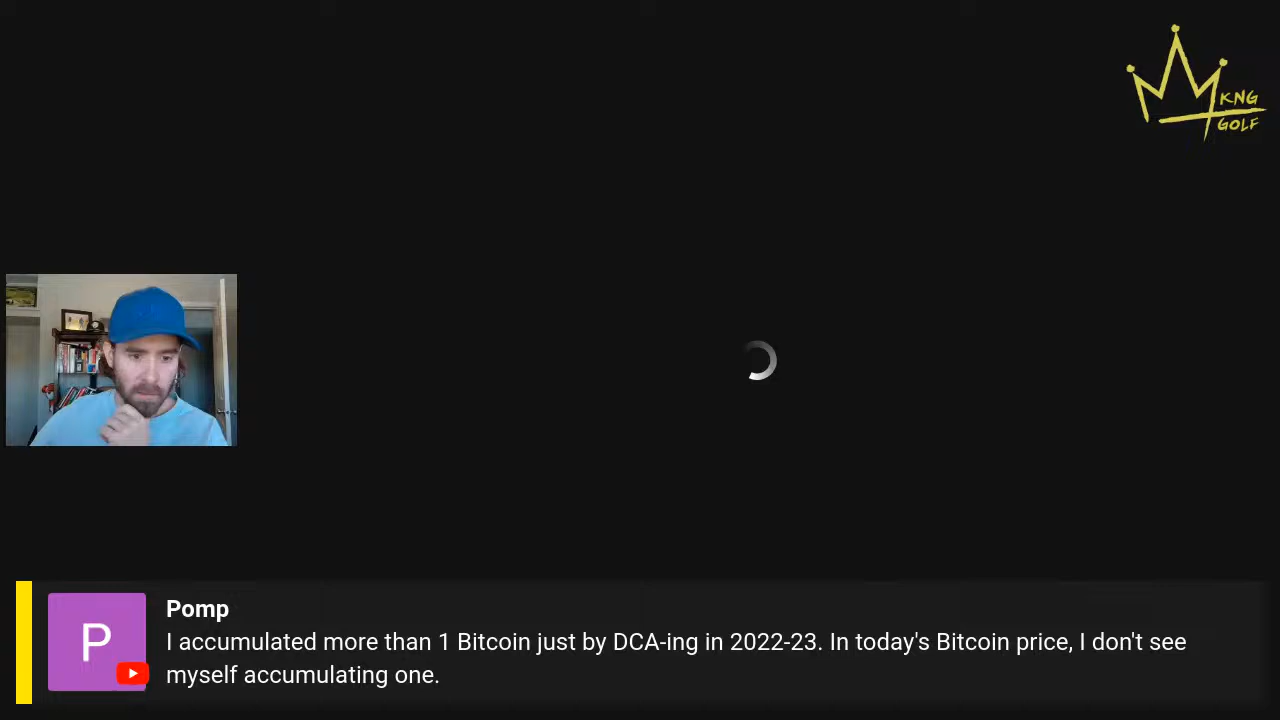 KNG
GOLF
Pomp
P
I accumulated more than 1 Bitcoin just by DCA-ing in 2022-23. In today's Bitcoin price, I don't see
myself accumulating one.